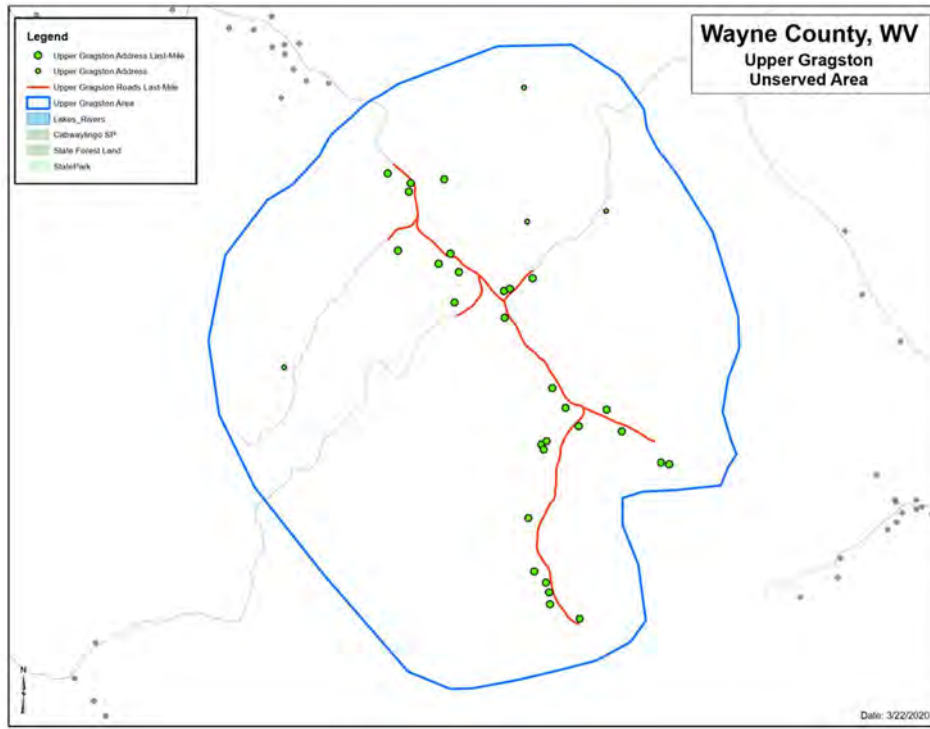 Wayne County, WV
Upper Gragston
Unserved Area
Legend
Upper Gragston Address Last-Mile
Upper Gragston Address
Upper Gragston Roads Last-Mile
Upper Gragston Area
Lakes_Rivers
Cabwaylingo SP
State Forest Land
StatePark
N
Date: 3/22/2020